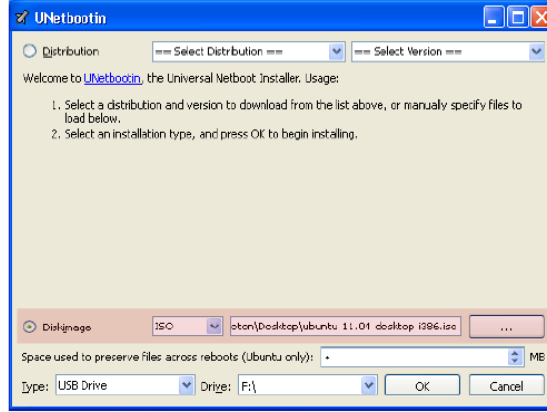 UNetbootin
Distribution == Select Distribution == == Select Version ==
Welcome to UNetbootin, the Universal Netboot Installer. Usage:
1. Select a distribution and version to download from the list above, or manually specify files to
load below.
2. Select an installation type, and press OK to begin installing.
Diskimage ISO oton\Desktop\ubuntu 11.04 desktop i386.iso ...
Space used to preserve files across reboots (Ubuntu only): MB
Type: USB Drive Drive: F:\ OK Cancel